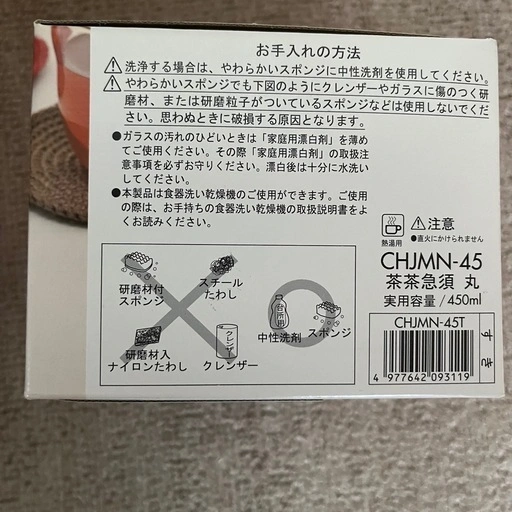 お手入れの方法
⚠洗浄する場合は、やわらかいスポンジに中性洗剤を使用してください。
⚠やわらかいスポンジでも下図のようにクレンザーやガラスに傷のつく研
磨材、または研磨粒子がついているスポンジなどは使用しないでくだ
さい。思わぬときに破損する原因となります。
●ガラスの汚れのひどいときは「家庭用漂白剤」を薄め
てご使用ください。その際「家庭用漂白剤」の取扱注
意事項を必ずお守りください。漂白後は十分に水洗い
してください。
●本製品は食器洗い乾燥機のご使用ができます。ご使用
の際は、お手持ちの食器洗い乾燥機の取扱説明書をよ
くお読みください。
研磨材付
スポンジ
スチール
たわし
研磨材入
ナイロンたわし
クレンザー
クレンザー
台所用
中性洗剤
スポンジ
熱湯用
⚠注意
●直火にかけられません
CHJMN-45
茶茶急須 丸
実用容量/450ml
CHJMN-45T
4 977642 093119
すき